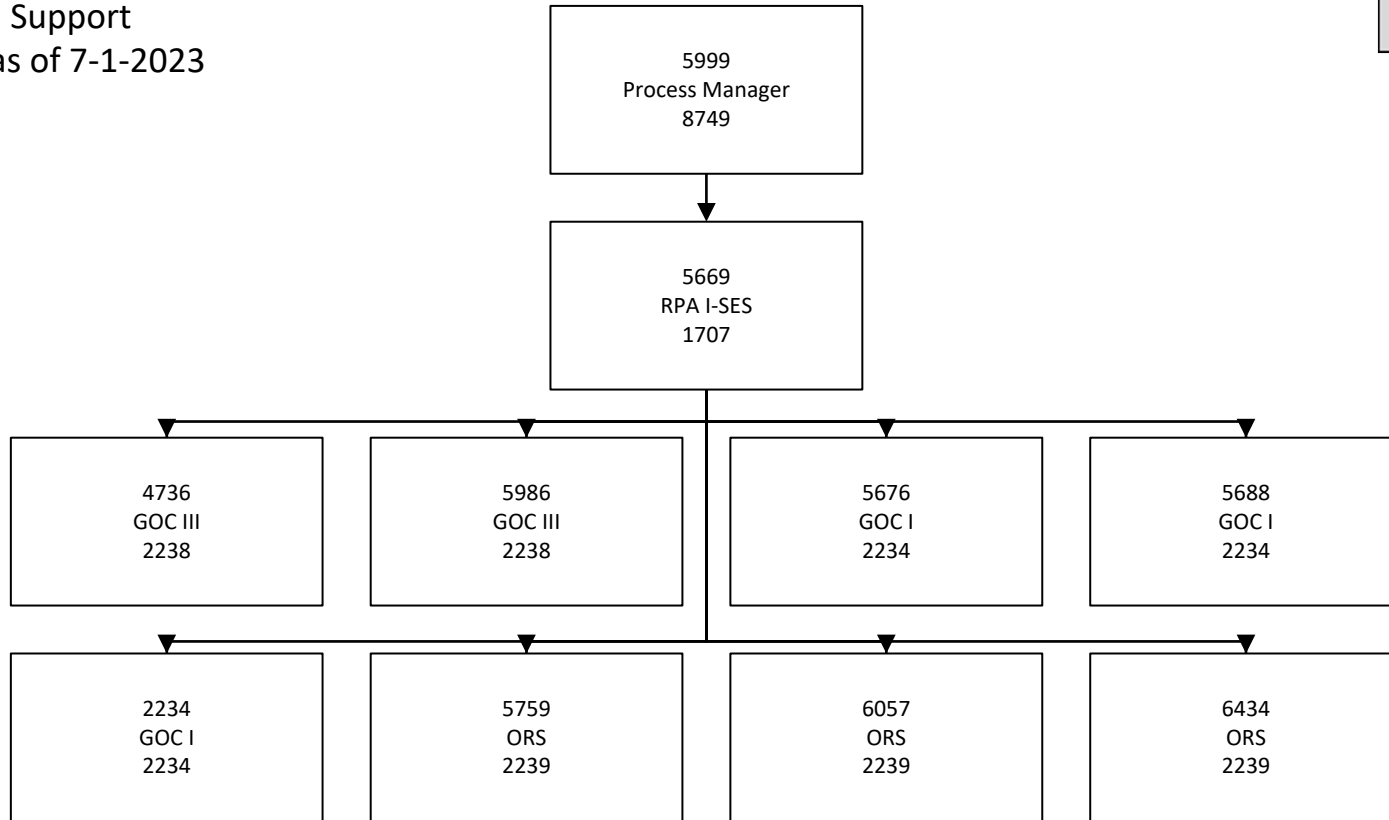 Support
as of 7-1-2023
5999
Process Manager
8749
5669
RPA I-SES
1707
4736
GOC III
2238
5986
GOC III
2238
5676
GOC I
2234
5688
GOC I
2234
2234
GOC I
2234
5759
ORS
2239
6057
ORS
2239
6434
ORS
2239